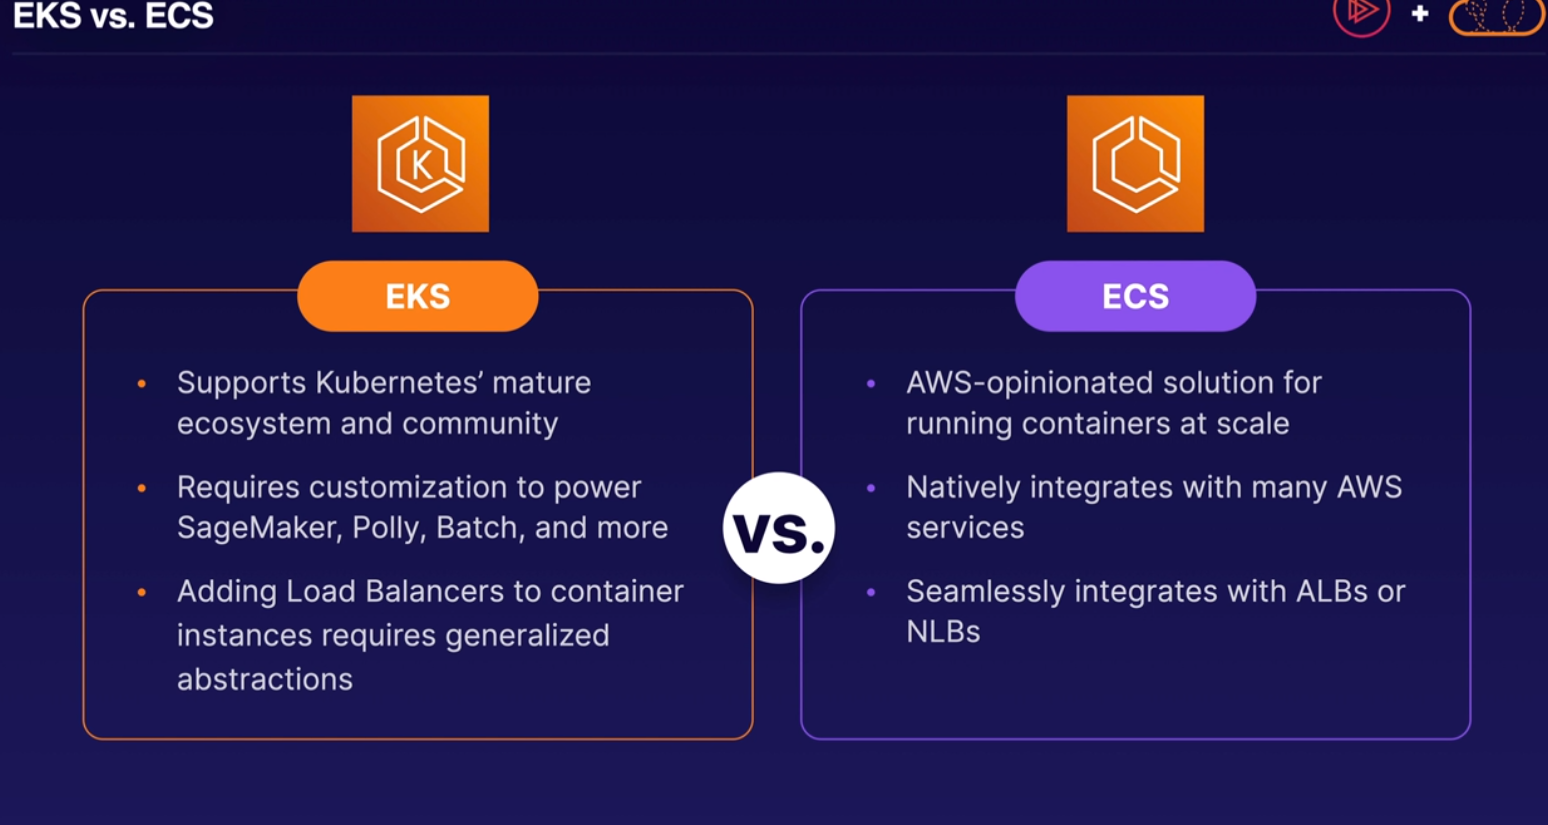 EKS vs. ECS
+
K
EKS
• Supports Kubernetes’ mature
ecosystem and community
• Requires customization to power
SageMaker, Polly, Batch, and more
• Adding Load Balancers to container
instances requires generalized
abstractions
vs.
ECS
• AWS-opinionated solution for
running containers at scale
• Natively integrates with many AWS
services
• Seamlessly integrates with ALBs or
NLBs